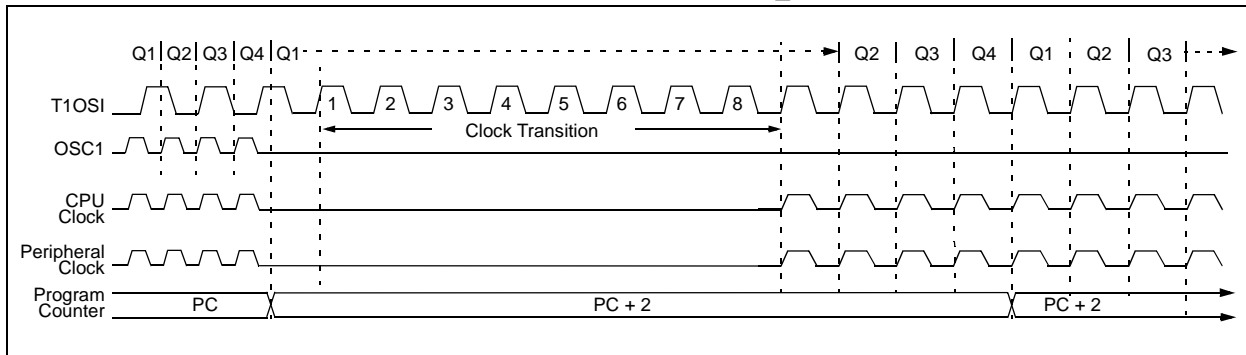 Q1 Q2 Q3 Q4 Q1 Q2 Q3 Q4 Q1 Q2 Q3
T1OSI 1 2 3 4 5 6 7 8
Clock Transition
OSC1
CPU
Clock
Peripheral
Clock
Program
Counter
PC PC + 2 PC + 2